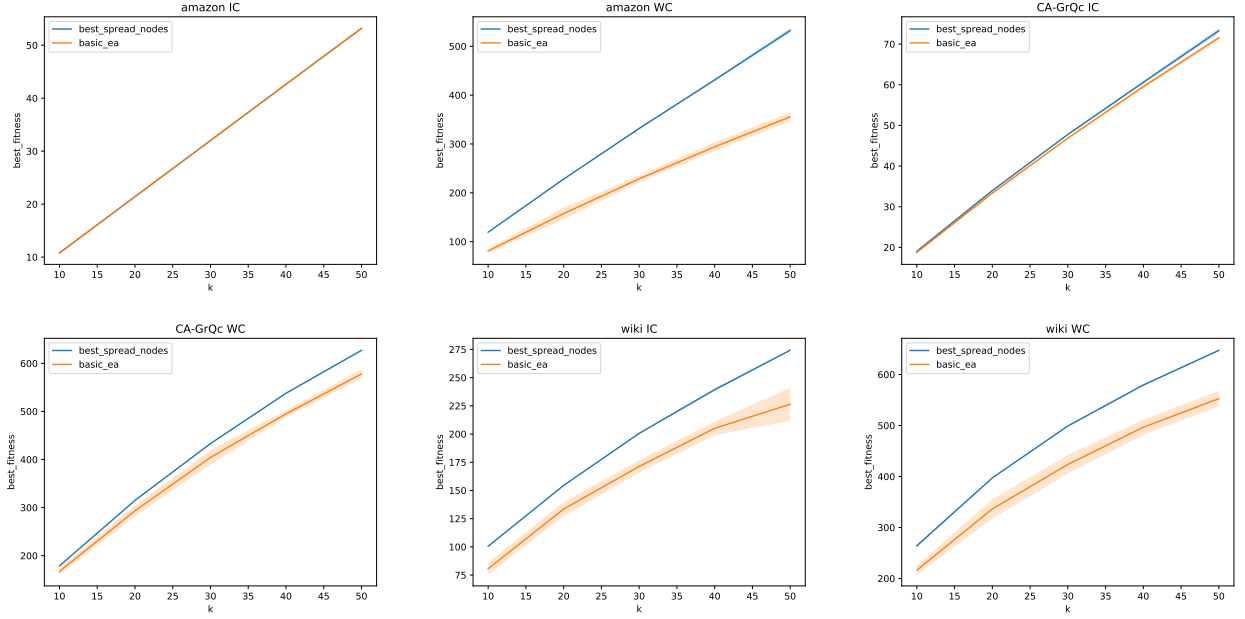 amazon IC
best_spread_nodes
basic_ea
best_fitness
50
40
30
20
10
10 15 20 25 30 35 40 45 50
k
amazon WC
best_spread_nodes
basic_ea
best_fitness
500
400
300
200
100
10 15 20 25 30 35 40 45 50
k
CA-GrQc IC
best_spread_nodes
basic_ea
best_fitness
70
60
50
40
30
20
10 15 20 25 30 35 40 45 50
k
CA-GrQc WC
best_spread_nodes
basic_ea
best_fitness
600
500
400
300
200
10 15 20 25 30 35 40 45 50
k
wiki IC
best_spread_nodes
basic_ea
best_fitness
275
250
225
200
175
150
125
100
75
10 15 20 25 30 35 40 45 50
k
wiki WC
best_spread_nodes
basic_ea
best_fitness
600
500
400
300
200
10 15 20 25 30 35 40 45 50
k